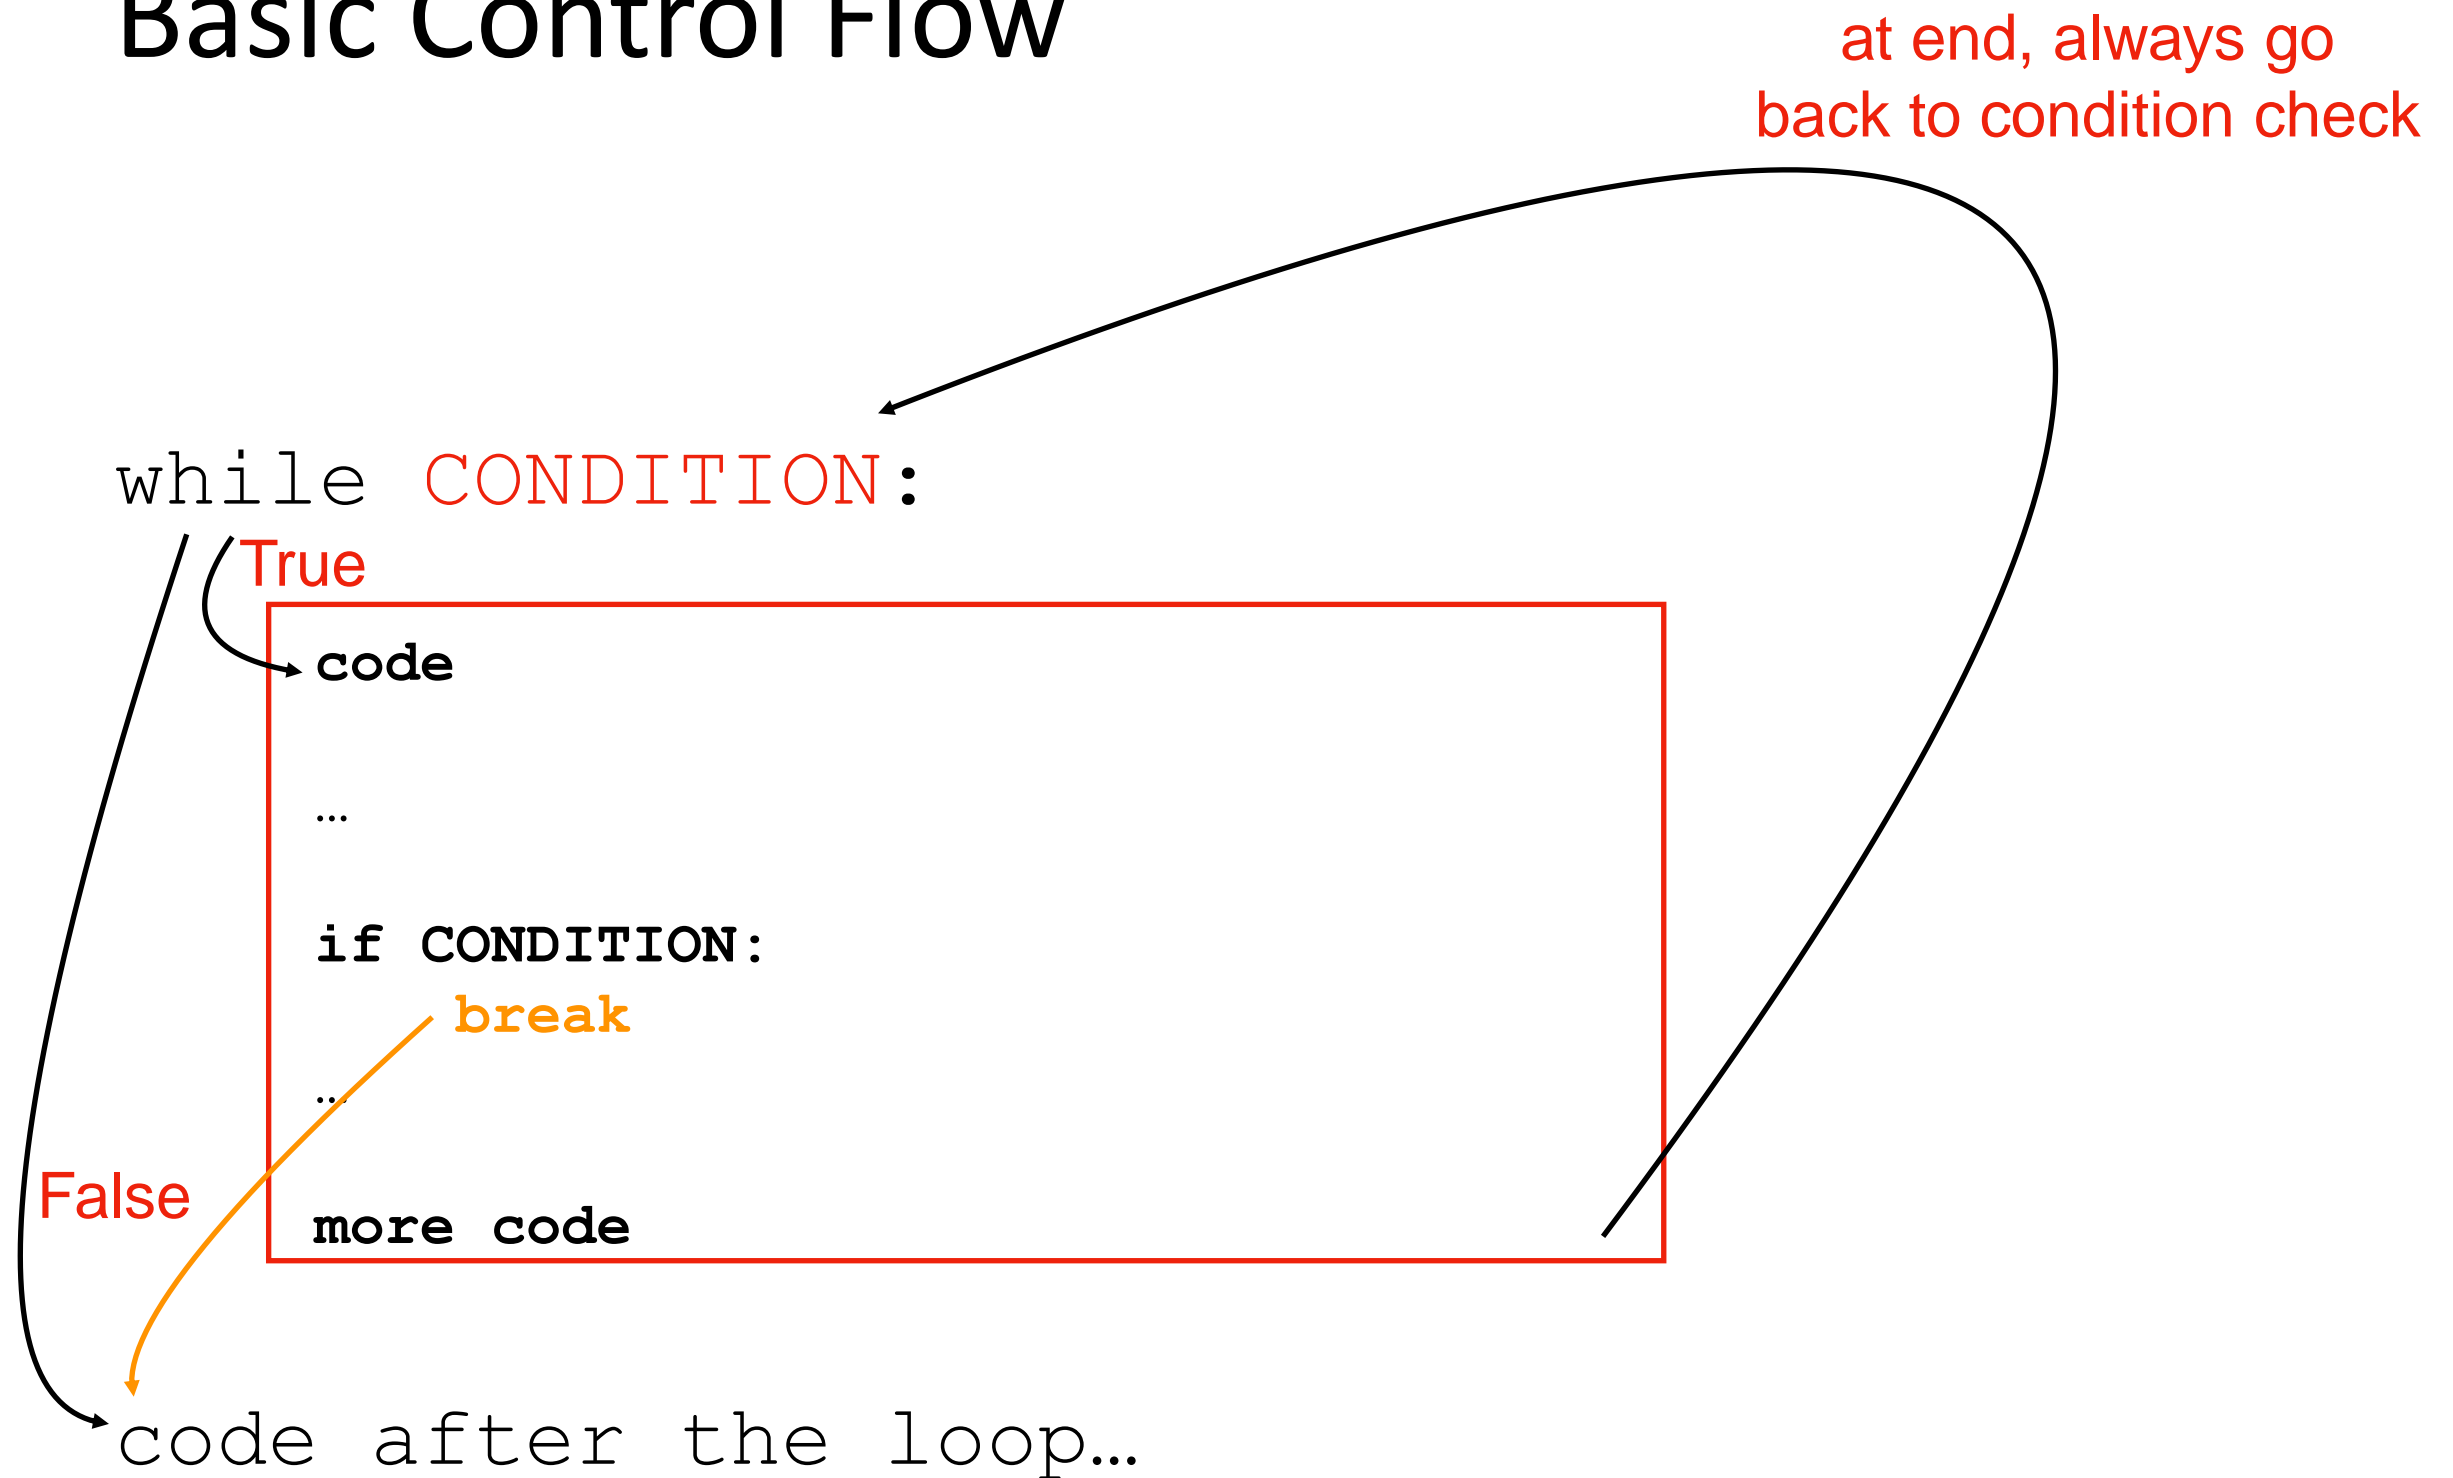 Basic Control Flow
at end, always go
back to condition check
while CONDITION:
True
code
…
if CONDITION:
break
…
False
more code
code after the loop…